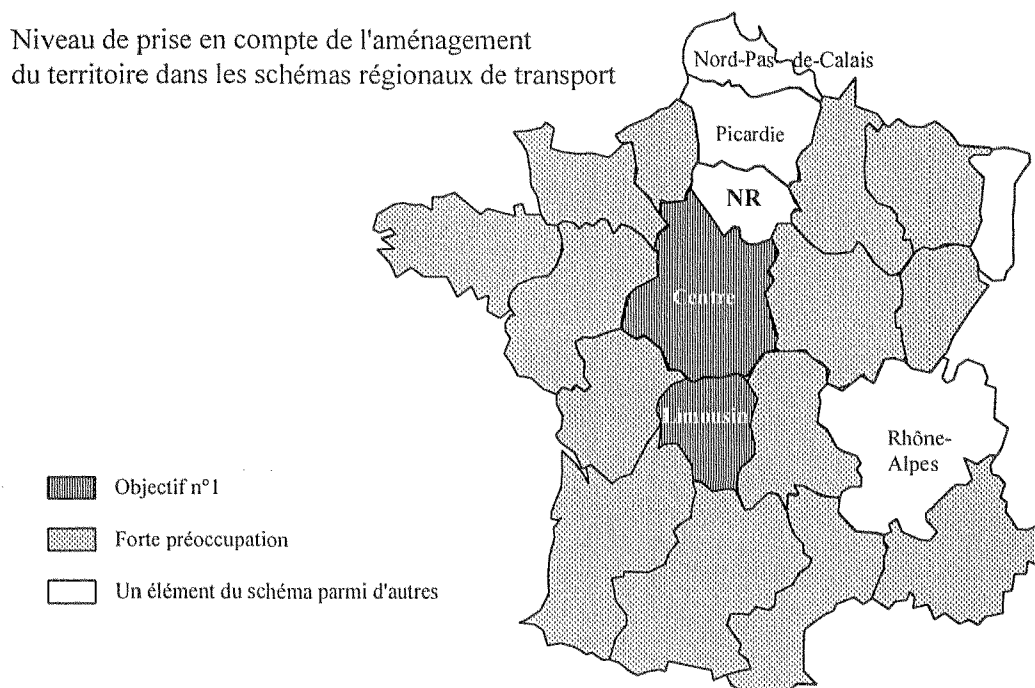 Niveau de prise en compte de l'aménagement
du territoire dans les schémas régionaux de transport
Nord-Pas-de-Calais
Picardie
NR
Centre
Limousin
Rhône-
Alpes
Objectif n°1
Forte préoccupation
Un élément du schéma parmi d'autres